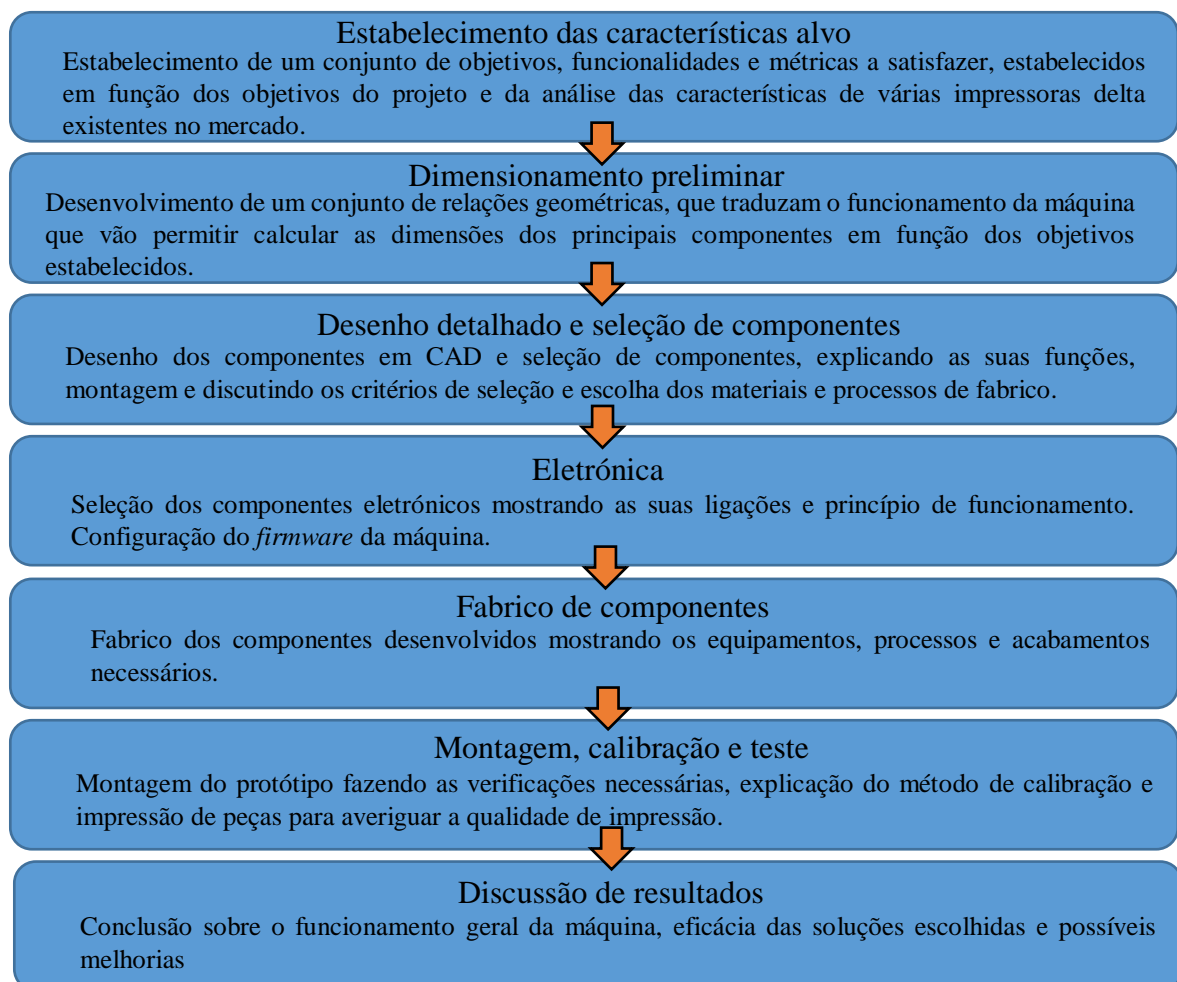 Estabelecimento das características alvo
Estabelecimento de um conjunto de objetivos, funcionalidades e métricas a satisfazer, estabelecidos
em função dos objetivos do projeto e da análise das características de várias impressoras delta
existentes no mercado.
Dimensionamento preliminar
Desenvolvimento de um conjunto de relações geométricas, que traduzam o funcionamento da máquina
que vão permitir calcular as dimensões dos principais componentes em função dos objetivos
estabelecidos.
Desenho detalhado e seleção de componentes
Desenho dos componentes em CAD e seleção de componentes, explicando as suas funções,
montagem e discutindo os critérios de seleção e escolha dos materiais e processos de fabrico.
Eletrónica
Seleção dos componentes eletrónicos mostrando as suas ligações e princípio de funcionamento.
Configuração do firmware da máquina.
Fabrico de componentes
Fabrico dos componentes desenvolvidos mostrando os equipamentos, processos e acabamentos
necessários.
Montagem, calibração e teste
Montagem do protótipo fazendo as verificações necessárias, explicação do método de calibração e
impressão de peças para averiguar a qualidade de impressão.
Discussão de resultados
Conclusão sobre o funcionamento geral da máquina, eficácia das soluções escolhidas e possíveis
melhorias